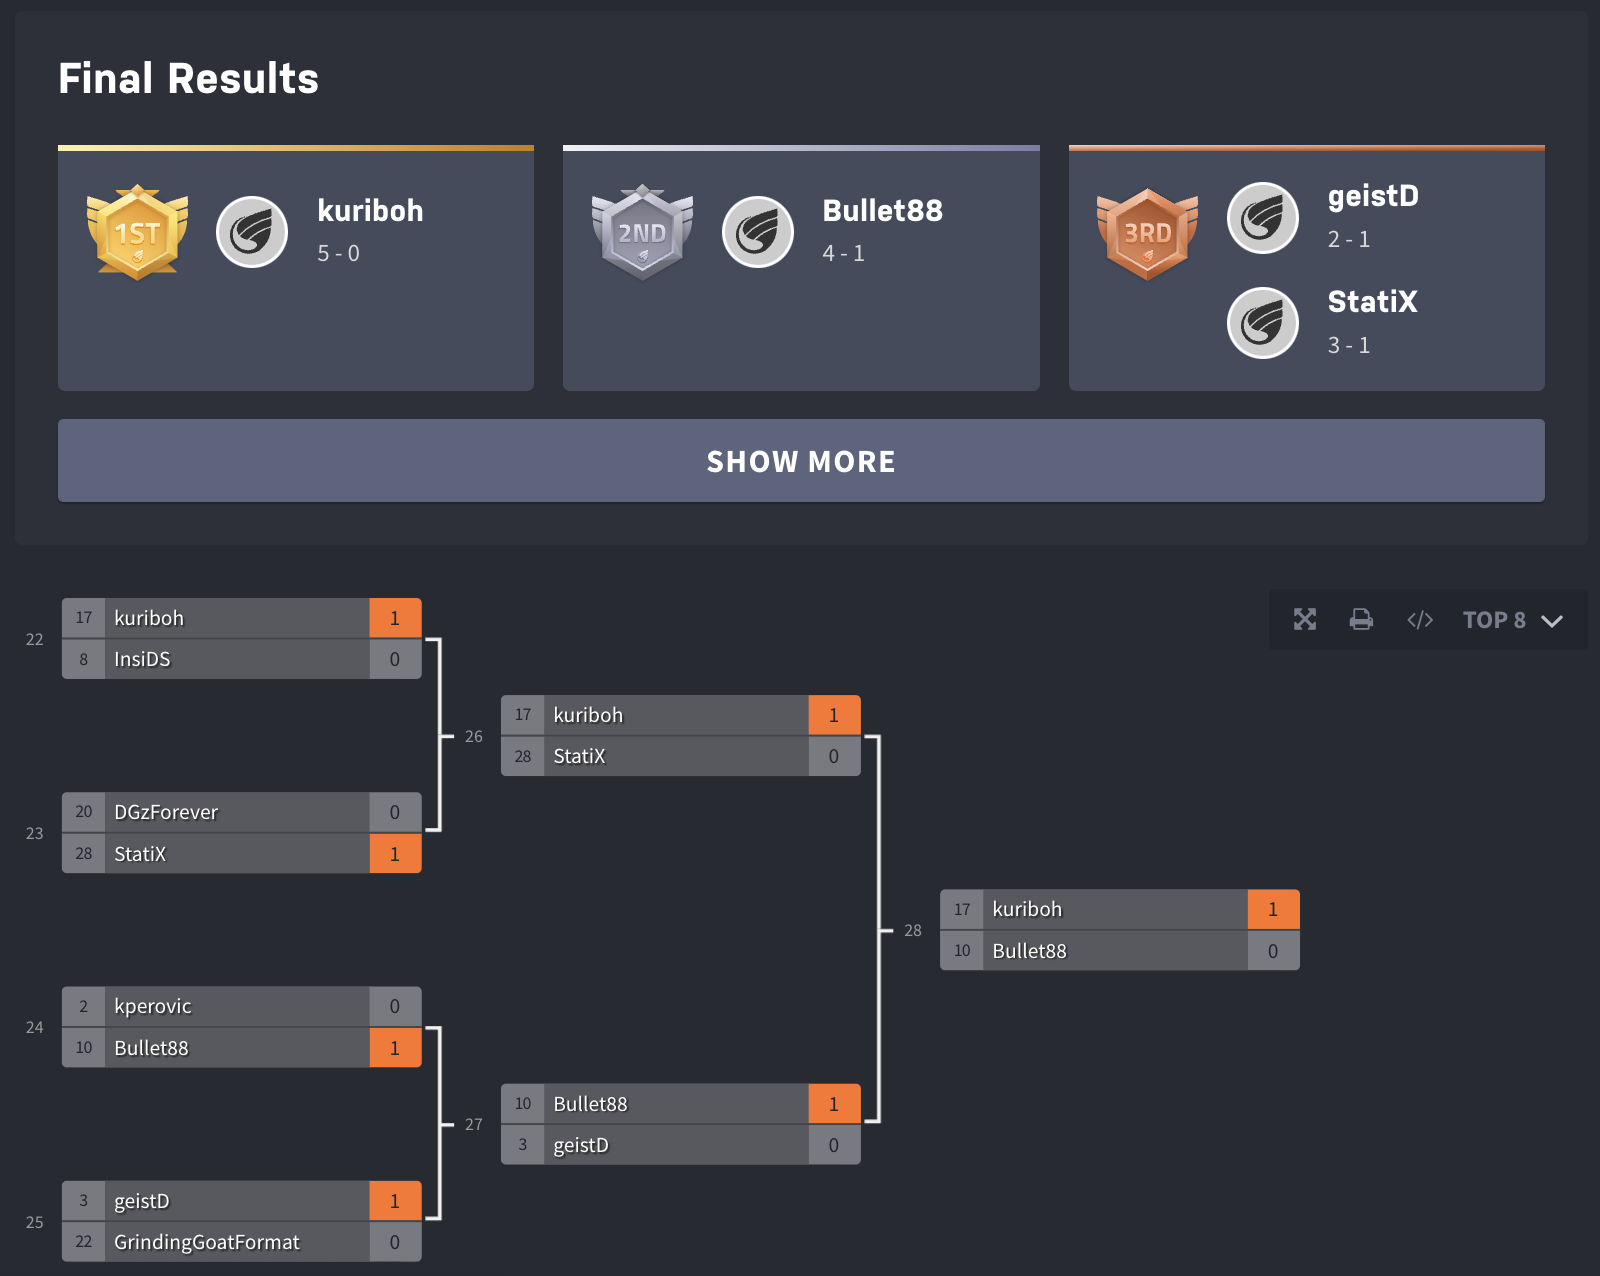 Final Results
1ST
kuriboh
5 - 0
2ND
Bullet88
4 - 1
3RD
geistD
2 - 1
StatiX
3 - 1
SHOW MORE
TOP 8
22
17 kuriboh 1
8 InsiDS 0
23
20 DGzForever 0
28 StatiX 1
24
2 kperovic 0
10 Bullet88 1
25
3 geistD 1
22 GrindingGoatFormat 0
26
17 kuriboh 1
28 StatiX 0
27
10 Bullet88 1
3 geistD 0
28
17 kuriboh 1
10 Bullet88 0